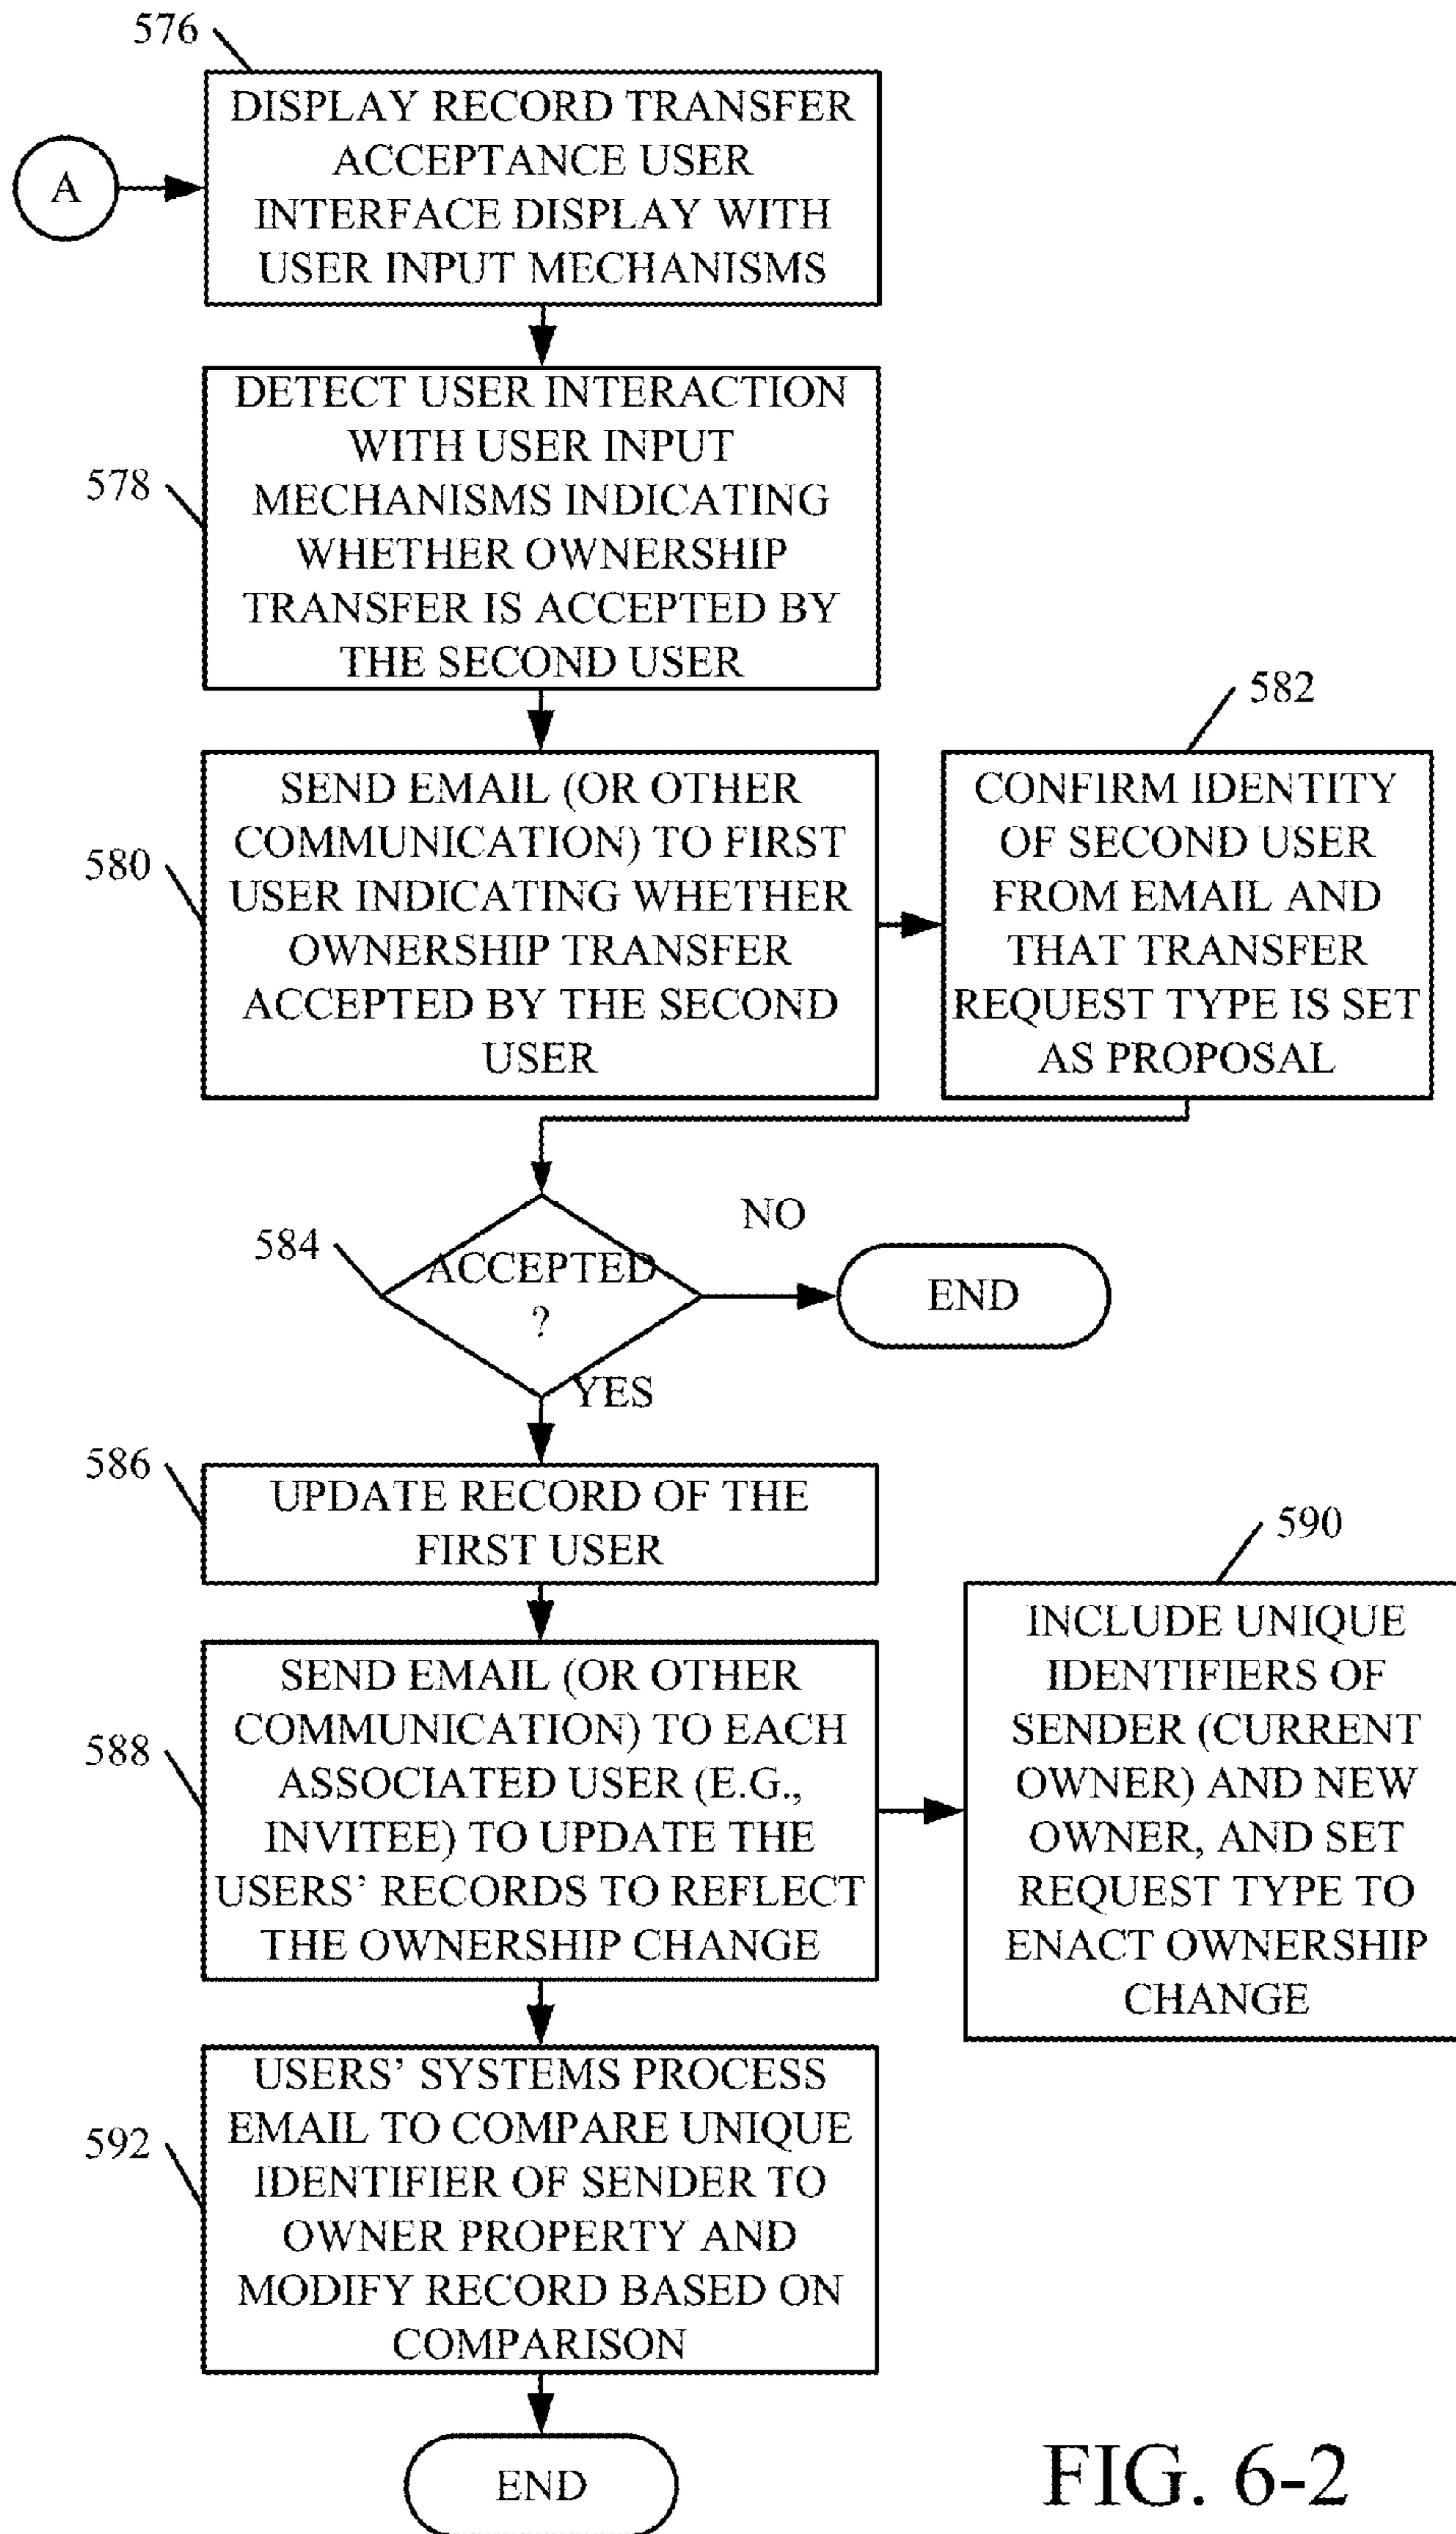 576
DISPLAY RECORD TRANSFER
ACCEPTANCE USER
INTERFACE DISPLAY WITH
USER INPUT MECHANISMS
A
578
DETECT USER INTERACTION
WITH USER INPUT
MECHANISMS INDICATING
WHETHER OWNERSHIP
TRANSFER IS ACCEPTED BY
THE SECOND USER
580
SEND EMAIL (OR OTHER
COMMUNICATION) TO FIRST
USER INDICATING WHETHER
OWNERSHIP TRANSFER
ACCEPTED BY THE SECOND
USER
582
CONFIRM IDENTITY
OF SECOND USER
FROM EMAIL AND
THAT TRANSFER
REQUEST TYPE IS SET
AS PROPOSAL
584
ACCEPTED
?
NO
END
YES
586
UPDATE RECORD OF THE
FIRST USER
588
SEND EMAIL (OR OTHER
COMMUNICATION) TO EACH
ASSOCIATED USER (E.G.,
INVITEE) TO UPDATE THE
USERS’ RECORDS TO REFLECT
THE OWNERSHIP CHANGE
590
INCLUDE UNIQUE
IDENTIFIERS OF
SENDER (CURRENT
OWNER) AND NEW
OWNER, AND SET
REQUEST TYPE TO
ENACT OWNERSHIP
CHANGE
592
USERS’ SYSTEMS PROCESS
EMAIL TO COMPARE UNIQUE
IDENTIFIER OF SENDER TO
OWNER PROPERTY AND
MODIFY RECORD BASED ON
COMPARISON
END
FIG. 6-2